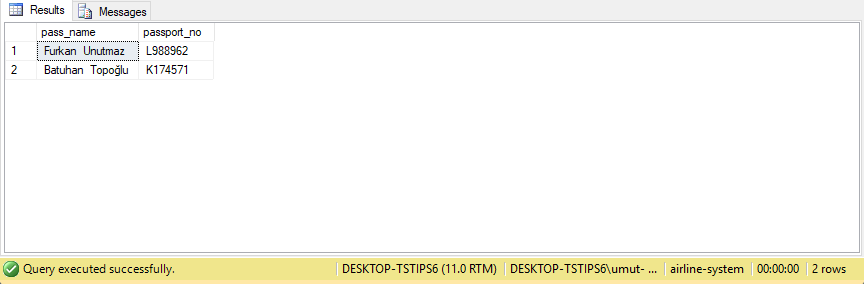 Results Messages
pass_name passport_no
1 Furkan Unutmaz L988962
2 Batuhan Topoğlu K174571
Query executed successfully. DESKTOP-TSTIPS6 (11.0 RTM) DESKTOP-TSTIPS6\umut- ... airline-system 00:00:00 2 rows